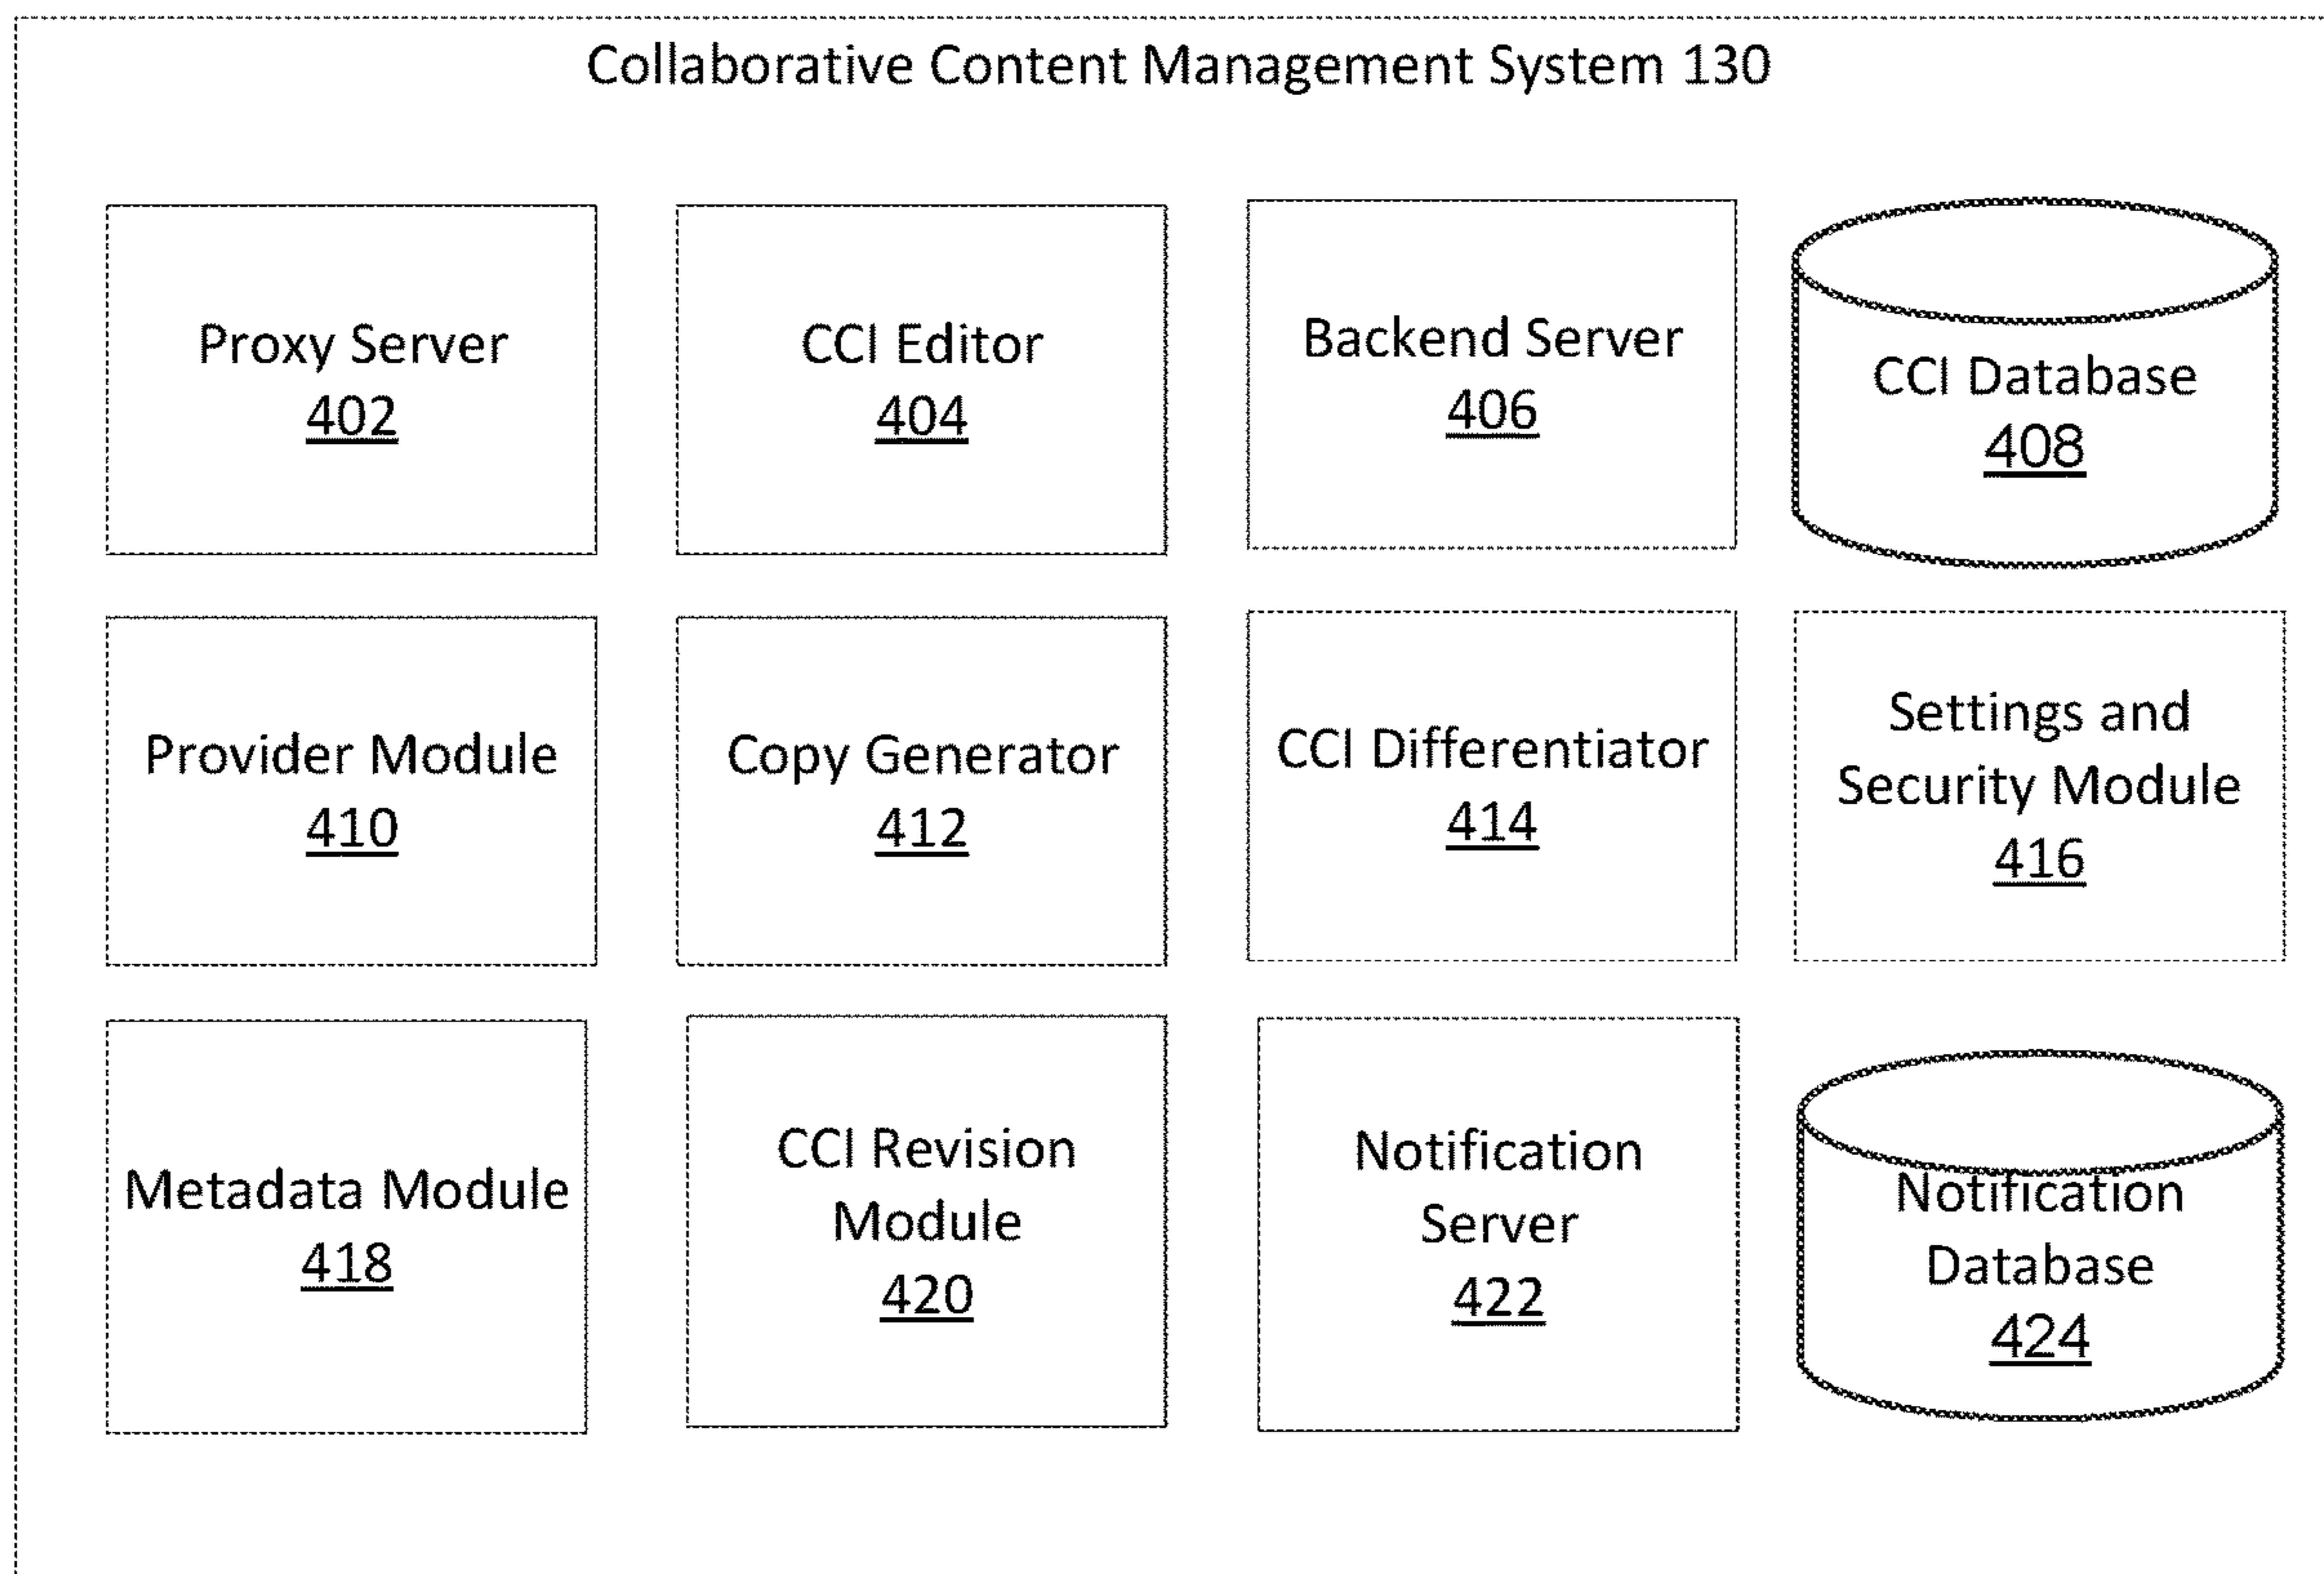 Collaborative Content Management System 130
Proxy Server
402
CCI Editor
404
Backend Server
406
CCI Database
408
Provider Module
410
Copy Generator
412
CCI Differentiator
414
Settings and
Security Module
416
Metadata Module
418
CCI Revision
Module
420
Notification
Server
422
Notification
Database
424